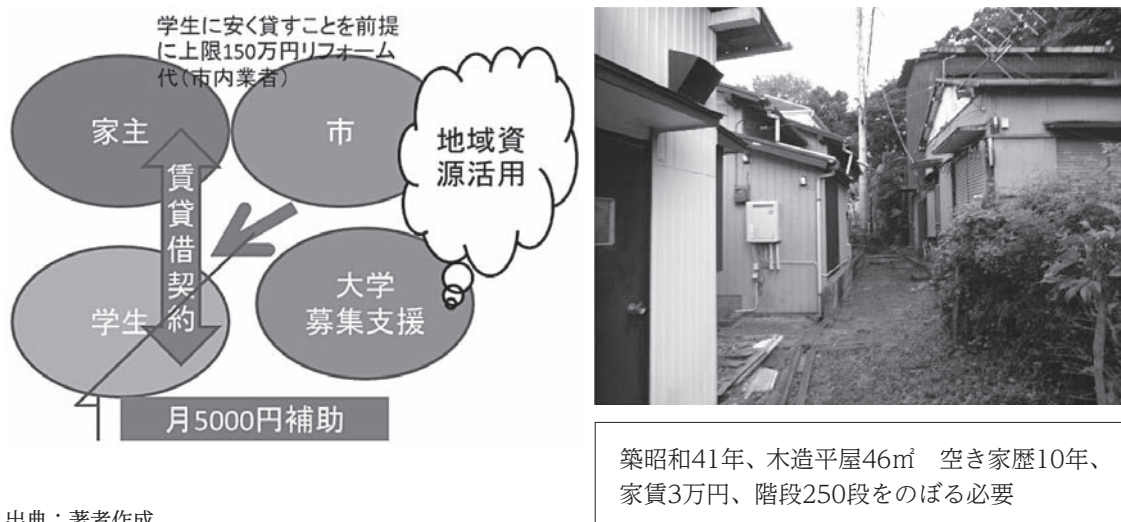 学生に安く貸すことを前提
に上限150万円リフォーム
代(市内業者)
家主
市
地域資
源活用
賃貸借契約
学生
大学
募集支援
月5000円補助
築昭和41年、木造平屋46㎡　空き家歴10年、
家賃3万円、階段250段をのぼる必要
出典：著者作成